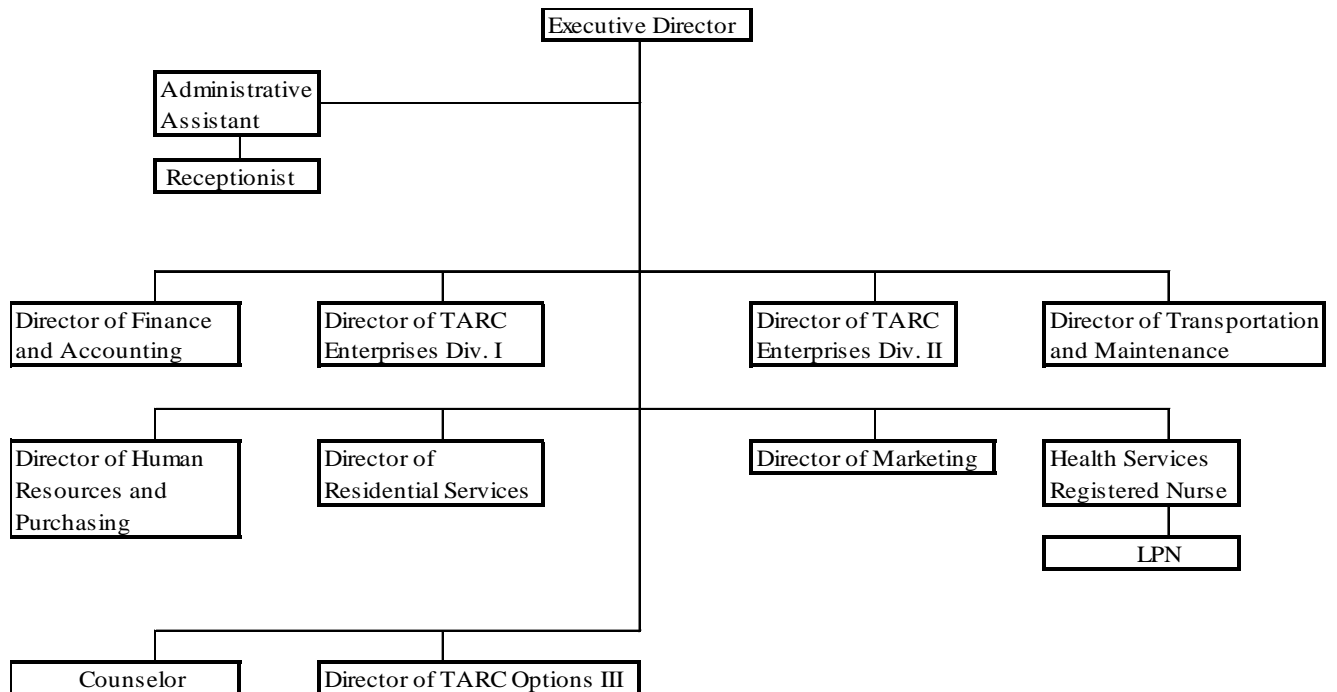 Executive Director
Administrative
Assistant
Receptionist
Director of Finance
and Accounting
Director of TARC
Enterprises Div. I
Director of TARC
Enterprises Div. II
Director of Transportation
and Maintenance
Director of Human
Resources and
Purchasing
Director of
Residential Services
Director of Marketing
Health Services
Registered Nurse
LPN
Counselor
Director of TARC Options III